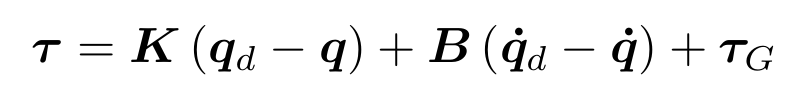 τ = K (q_d − q) + B (q̇_d − q̇) + τ_G